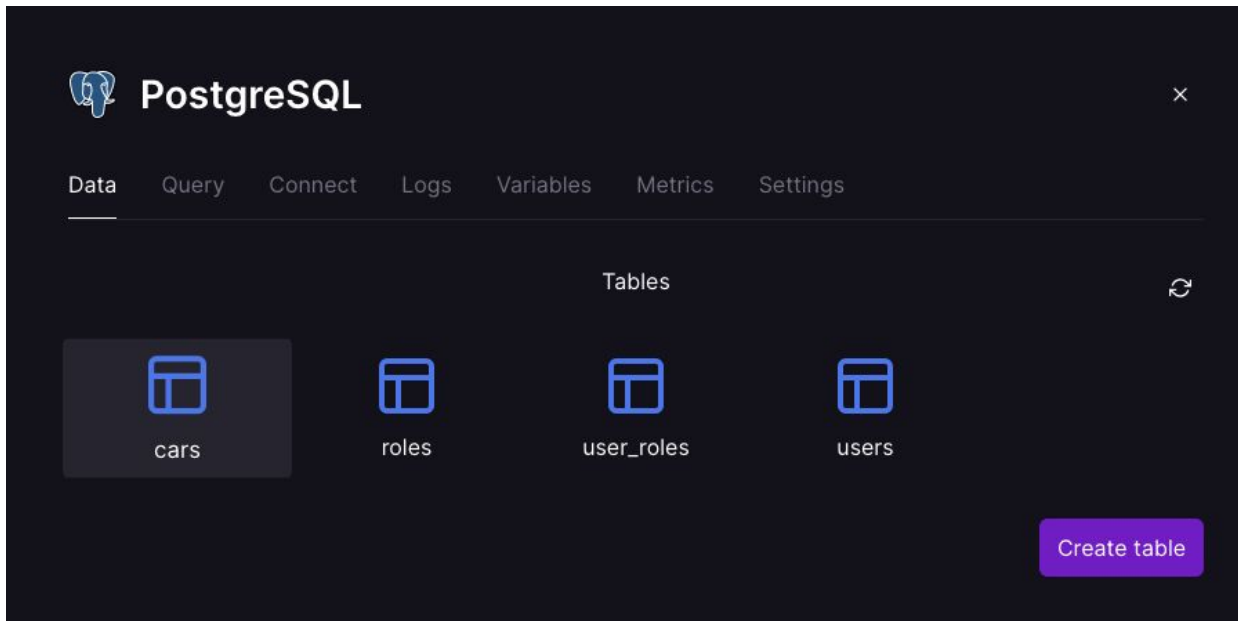 PostgreSQL
Data Query Connect Logs Variables Metrics Settings
Tables
cars roles user_roles users
Create table